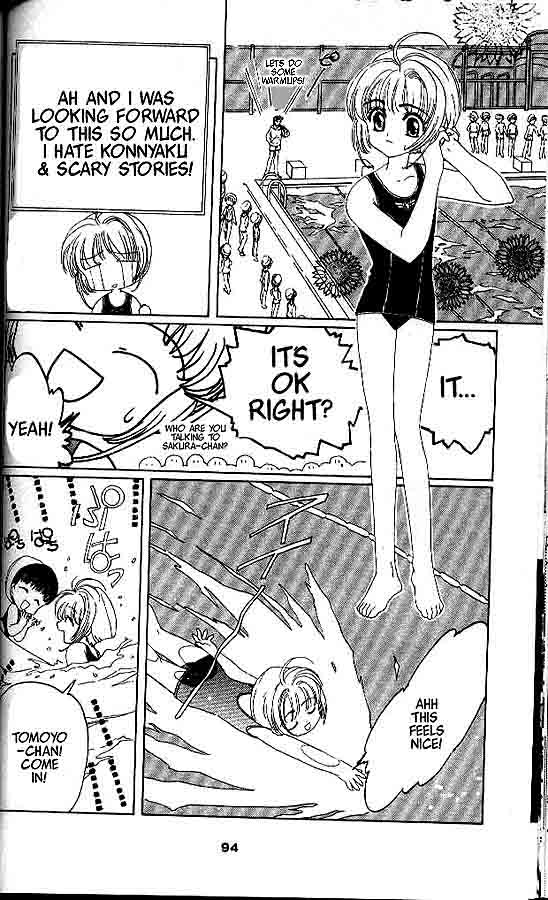 LETS DO
SOME
WARMUPS!
AH AND I WAS
LOOKING FORWARD
TO THIS SO MUCH.
I HATE KONNYAKU
& SCARY STORIES!
IT...
ITS
OK
RIGHT?
WHO ARE YOU
TALKING TO
SAKURA-CHAN?
YEAH!
AHH
THIS
FEELS
NICE!
TOMOYO
-CHAN!
COME
IN!
94